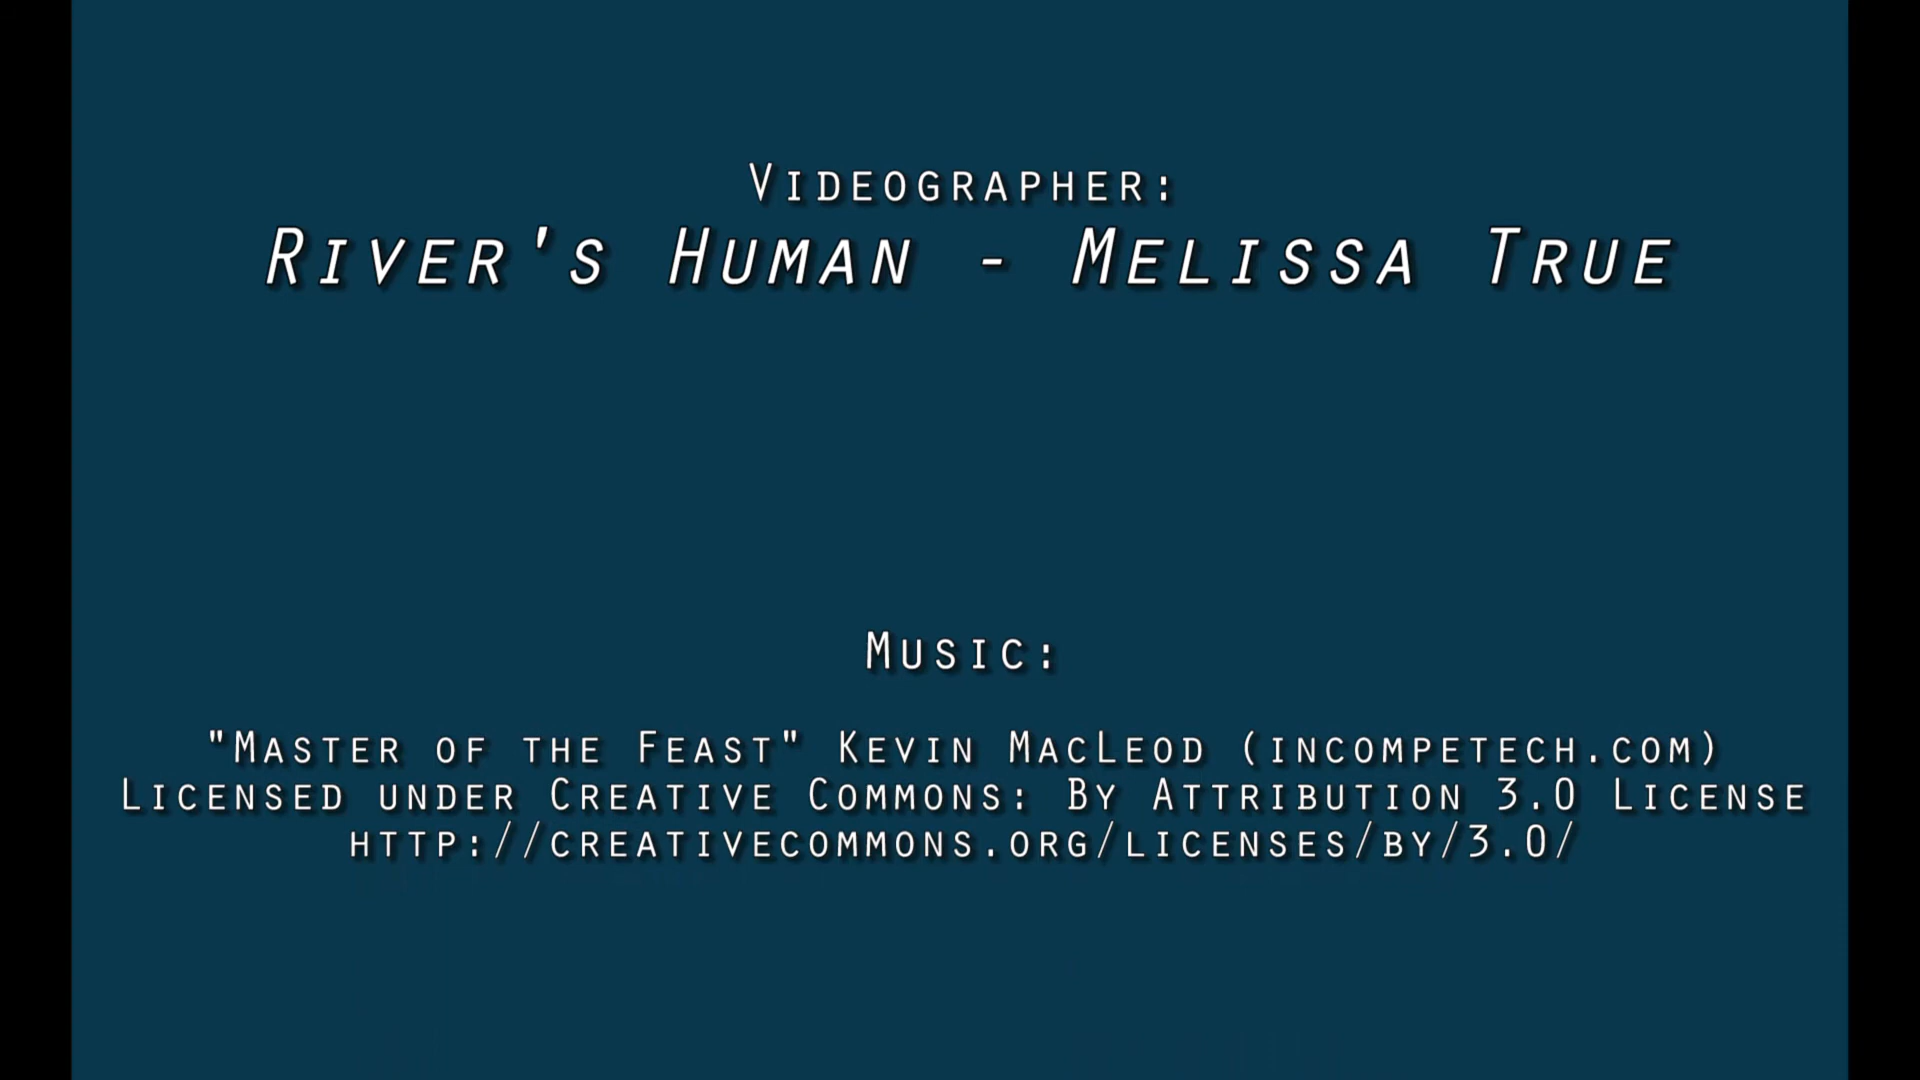 Videographer:
River's Human - Melissa True
Music:
"Master of the Feast" Kevin MacLeod (incompetech.com)
Licensed under Creative Commons: By Attribution 3.0 License
http://creativecommons.org/licenses/by/3.0/